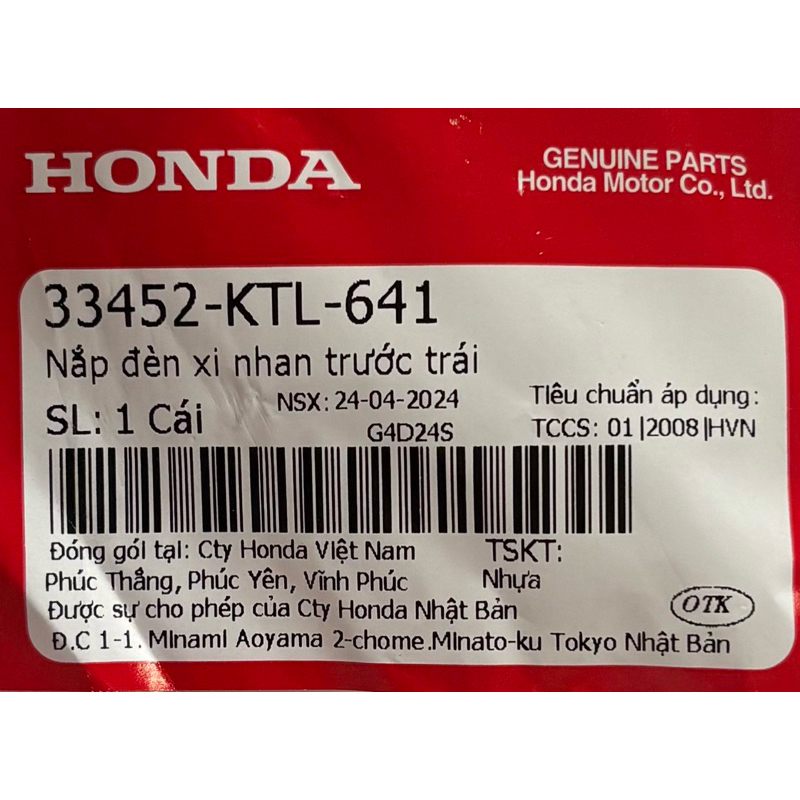 HONDA
GENUINE PARTS
Honda Motor Co., Ltd.
33452-KTL-641
Nắp đèn xi nhan trước trái
SL: 1 Cái
NSX: 24-04-2024
G4D24S
Tiêu chuẩn áp dụng:
TCCS: 01|2008|HVN
Đóng gói tại: Cty Honda Việt Nam
Phúc Thắng, Phúc Yên, Vĩnh Phúc
TSKT:
Nhựa
Được sự cho phép của Cty Honda Nhật Bản
Đ.C 1-1. Minami Aoyama 2-chome.Minato-ku Tokyo Nhật Bản
OTK